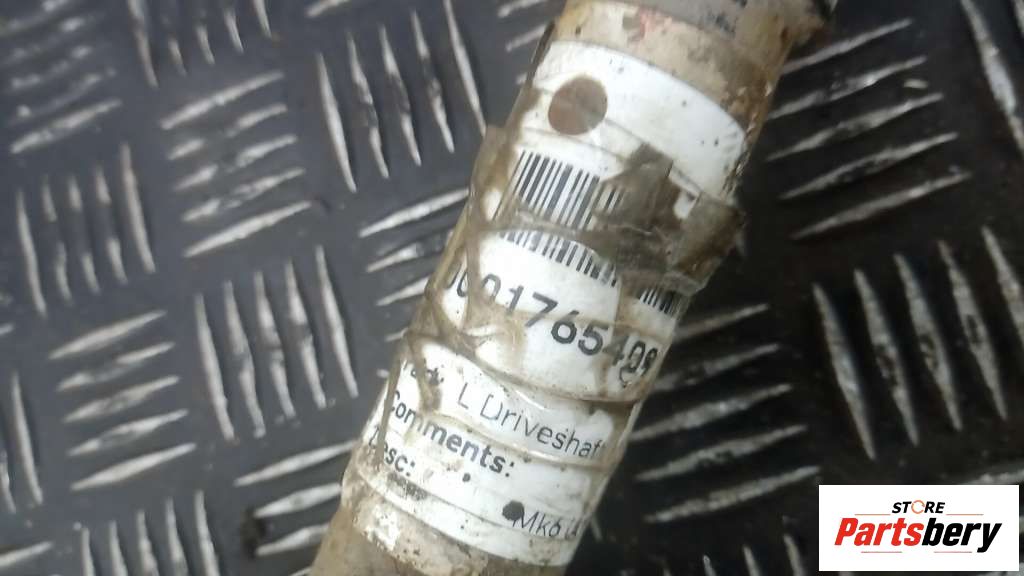 001765408
L Driveshaft
Comments:
Desc:
Mk6
STORE
Partsbery